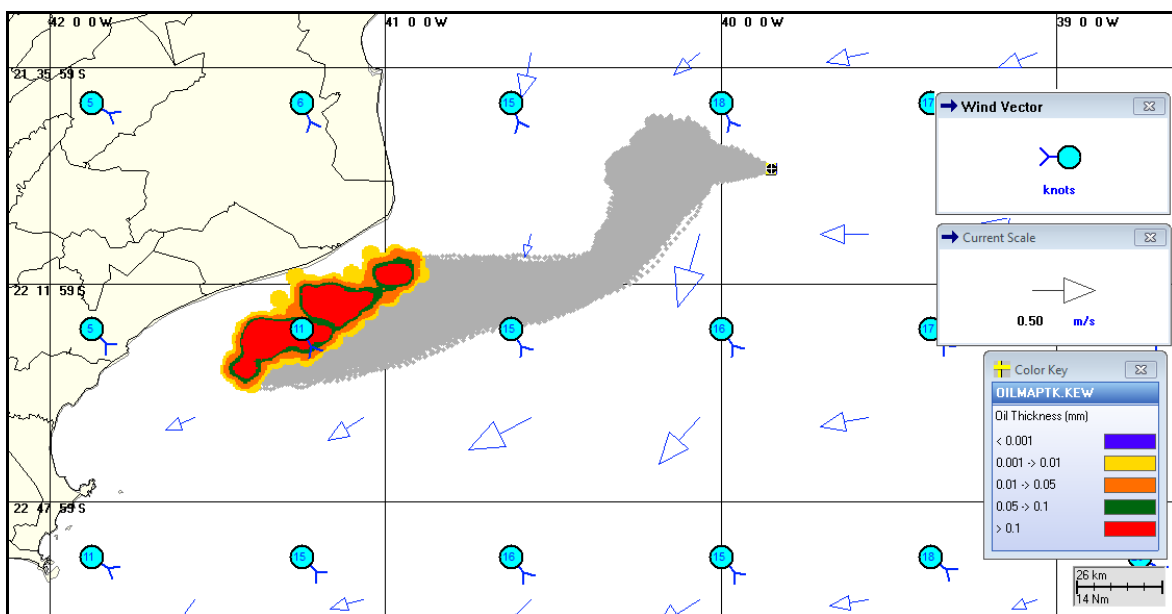 42 0 0 W
41 0 0 W
40 0 0 W
39 0 0 W
21 35 59 S
5
6
15
18
17
Wind Vector
knots
Current Scale
0.50 m/s
22 11 59 S
5
11
15
16
17
Color Key
OILMAPTK.KEW
Oil Thickness (mm)
< 0.001
0.001 -> 0.01
0.01 -> 0.05
0.05 -> 0.1
> 0.1
22 47 59 S
11
15
16
15
18
26 km
14 Nm